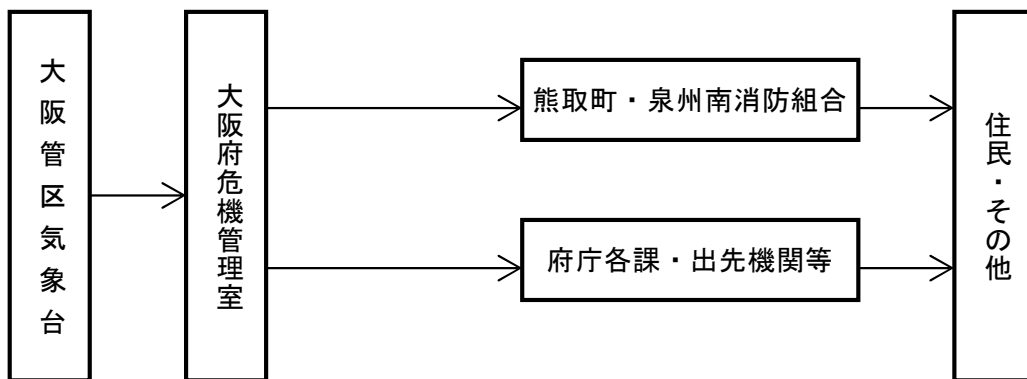 大阪管区気象台
大阪府危機管理室
熊取町・泉州南消防組合
府庁各課・出先機関等
住民・その他